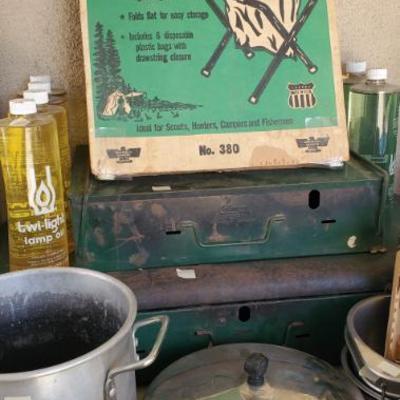 • Folds flat for easy storage
• Includes 6 disposable
plastic bags with
drawstring closure
Ideal for Scouts, Hunters, Campers and Fishermen
No. 380
twi-light
lamp oil